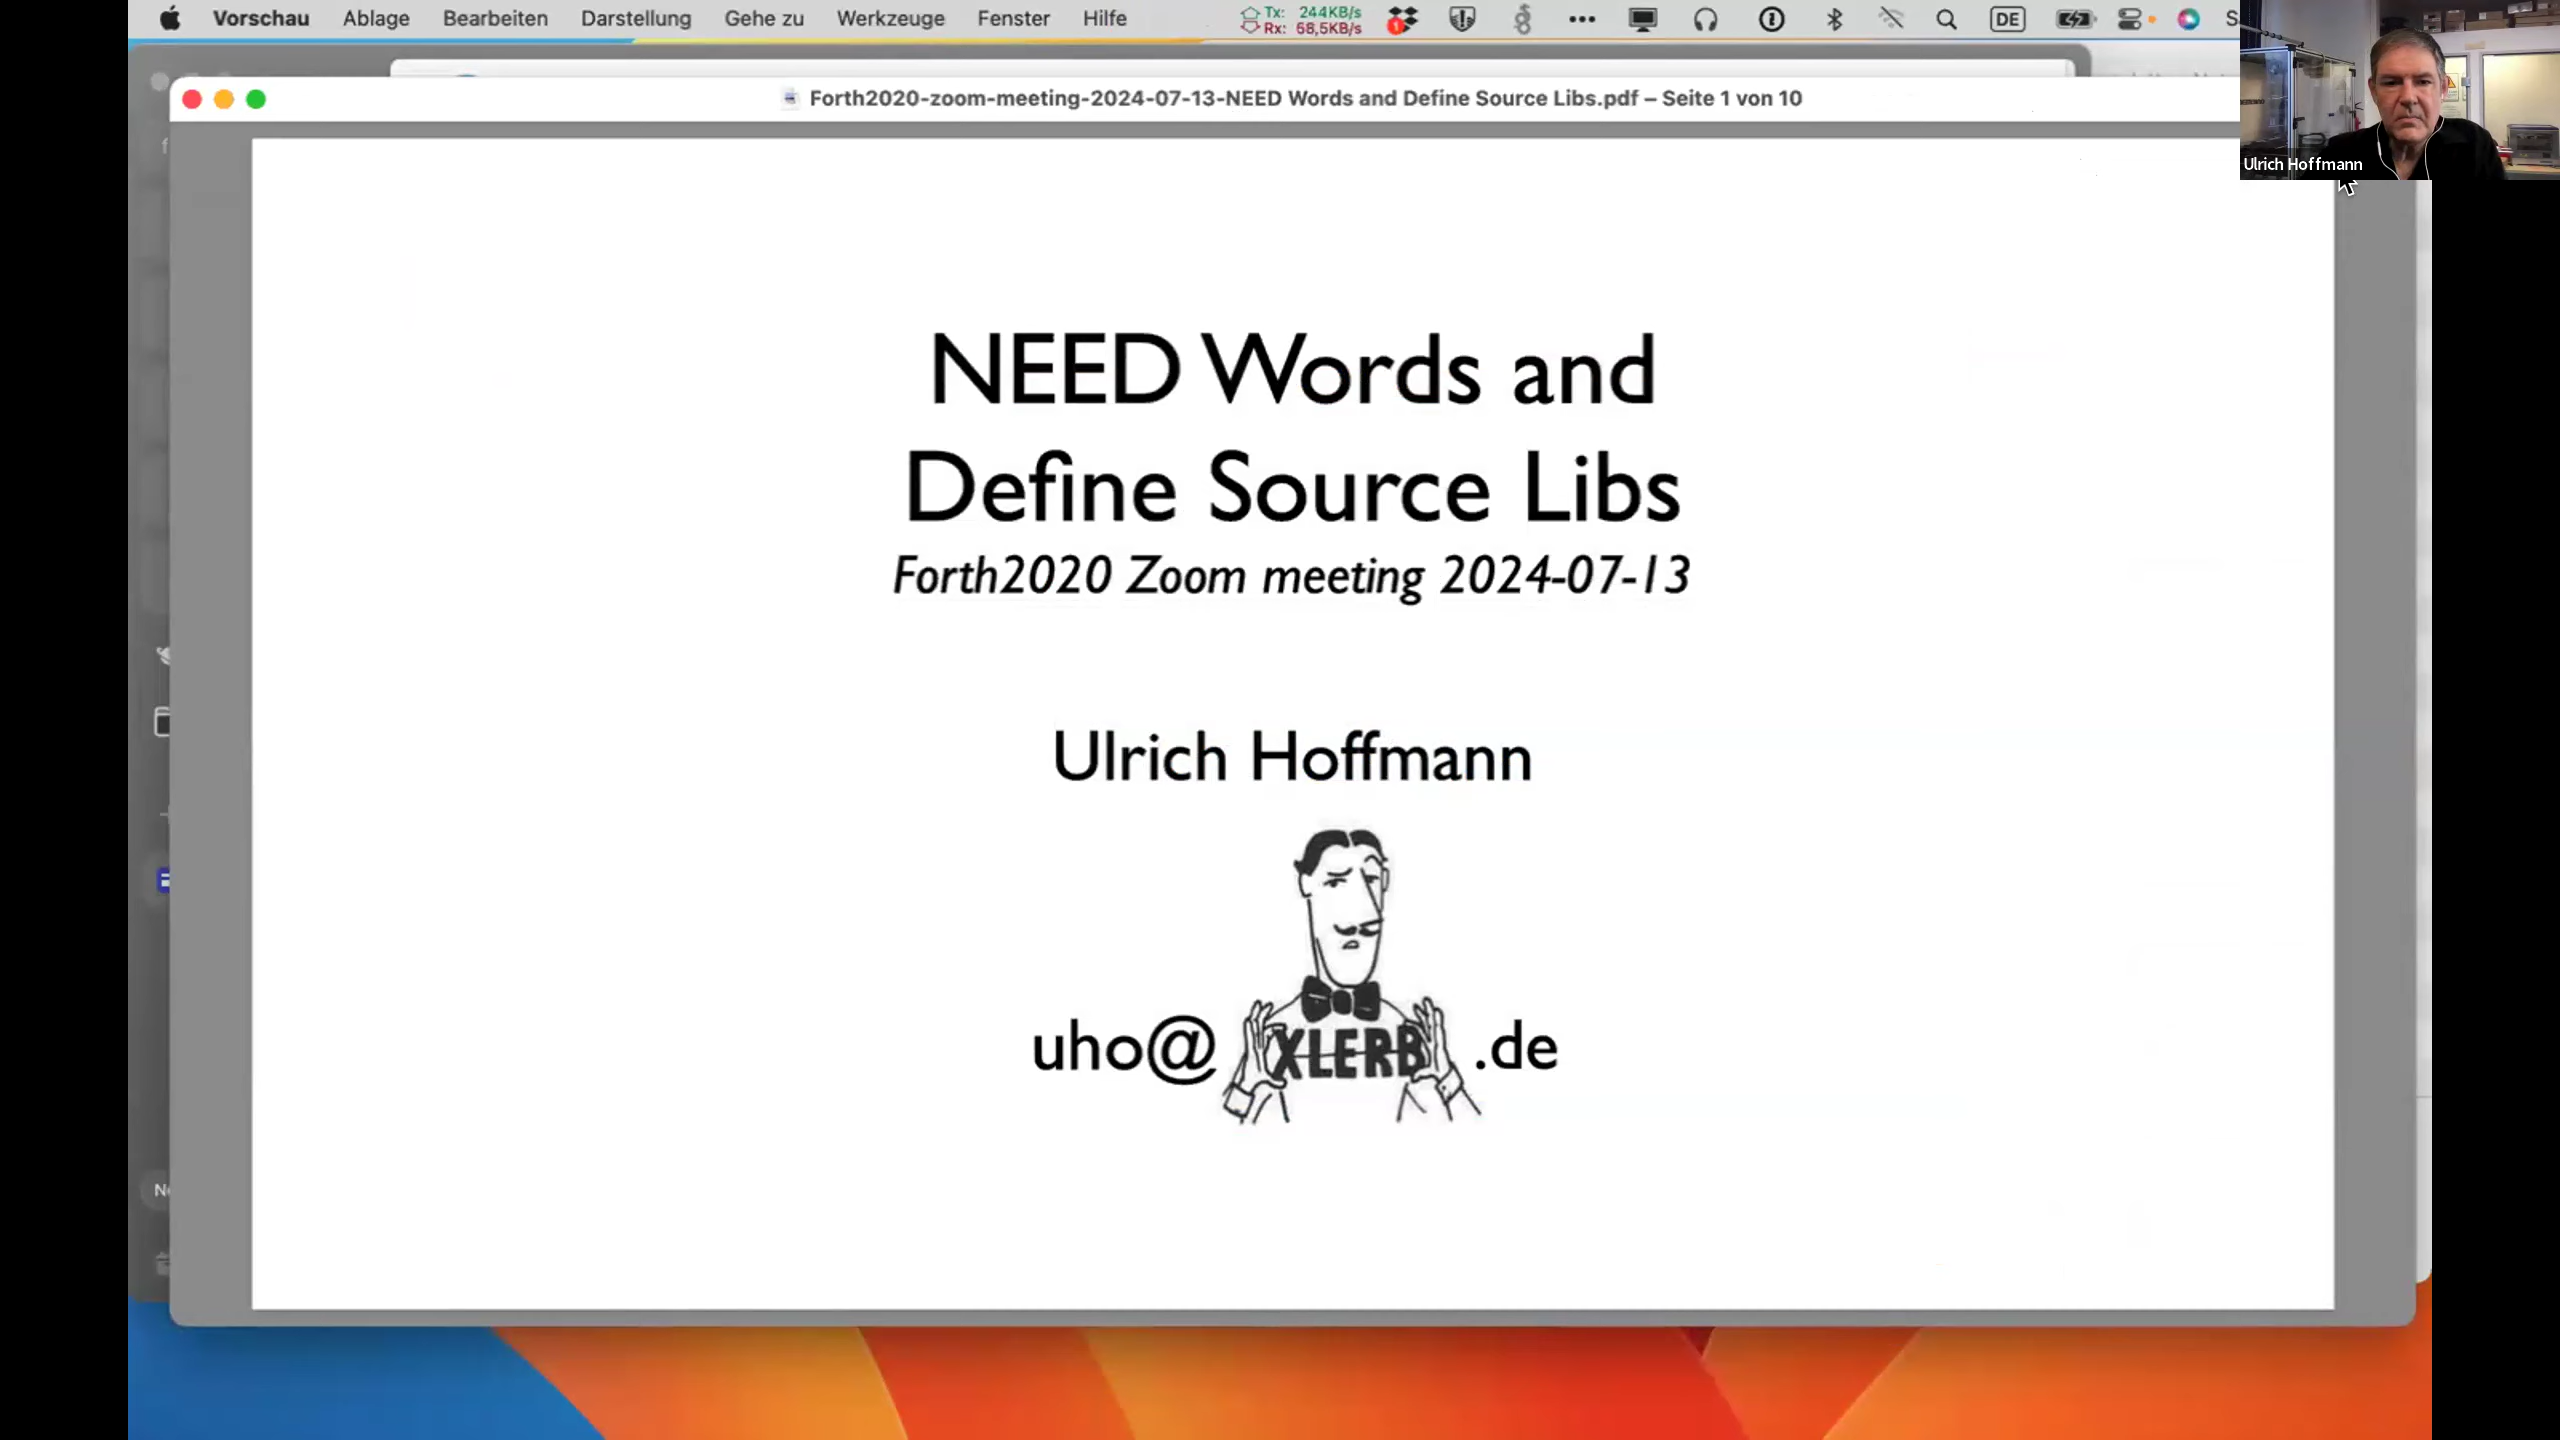 Vorschau Ablage Bearbeiten Darstellung Gehe zu Werkzeuge Fenster Hilfe
Tx: 244KB/s
Rx: 68,5KB/s
1
DE
S
Forth2020-zoom-meeting-2024-07-13-NEED Words and Define Source Libs.pdf – Seite 1 von 10
Ulrich Hoffmann
NEED Words and
Define Source Libs
Forth2020 Zoom meeting 2024-07-13
Ulrich Hoffmann
uho@XLERB.de